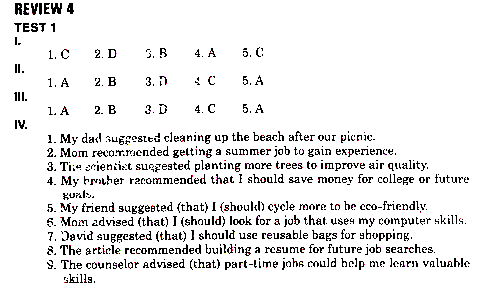 REVIEW 4
TEST 1
I.
1. C 2. D 3. B 4. A 5. C
II.
1. A 2. B 3. D 4. C 5. A
III.
1. A 2. B 3. D 4. C 5. A
IV.
1. My dad suggested cleaning up the beach after our picnic.
2. Mom recommended getting a summer job to gain experience.
3. The scientist suggested planting more trees to improve air quality.
4. My brother recommended that I should save money for college or future
goals.
5. My friend suggested (that) I (should) cycle more to be eco-friendly.
6. Mom advised (that) I (should) look for a job that uses my computer skills.
7. David suggested (that) I should use reusable bags for shopping.
8. The article recommended building a resume for future job searches.
9. The counselor advised (that) part-time jobs could help me learn valuable
skills.